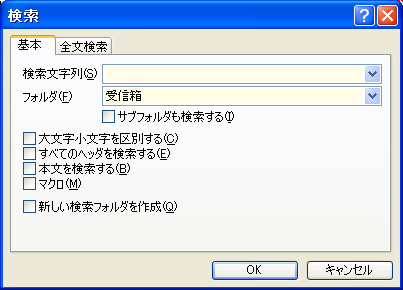 検索
基本 全文検索
検索文字列(S)
フォルダ(F) 受信箱
サブフォルダも検索する(I)
大文字小文字を区別する(C)
すべてのヘッダを検索する(E)
本文を検索する(B)
マクロ(M)
新しい検索フォルダを作成(Q)
OK キャンセル